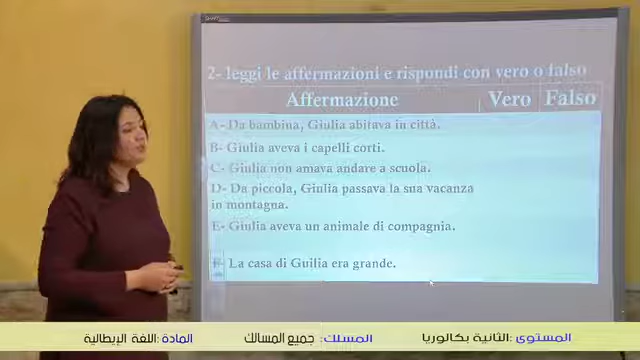 2- leggi le affermazioni e rispondi con vero o falso
Affermazione Vero Falso
A- Da bambina, Giulia abitava in città.
B- Giulia aveva i capelli corti.
C- Giulia non amava andare a scuola.
D- Da piccola, Giulia passava la sua vacanza
in montagna.
E- Giulia aveva un animale di compagnia.
F- La casa di Guilia era grande.
المستوى :الثانية بكالوريا المسلك: جميع المسالك المادة :اللغة الإيطالية